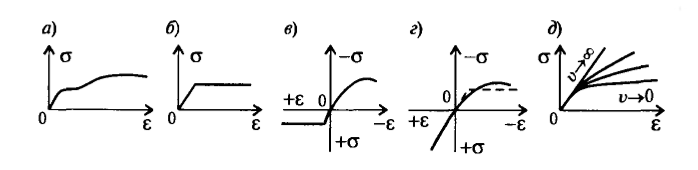 а) б) в) г) д)
σ σ −σ −σ σ υ→∞
+ε 0 0 υ→0
0 ε 0 ε −ε +ε −ε 0 ε
+σ +σ